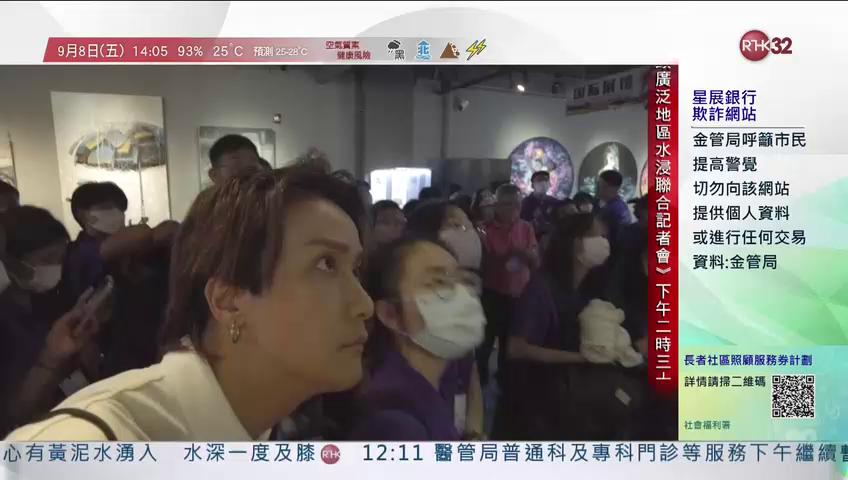 9月8日(五) 14:05 93% 25°C 預測 25-28°C
空氣質素
健康風險
黑
北
RTHK 32
廣泛地區水浸聯合記者會》下午二時三十
星展銀行
欺詐網站
金管局呼籲市民
提高警覺
切勿向該網站
提供個人資料
或進行任何交易
資料:金管局
長者社區照顧服務券計劃
詳情請掃二維碼
社會福利署
心有黃泥水湧入 水深一度及膝 RTHK 12:11 醫管局普通科及專科門診等服務下午繼續暫